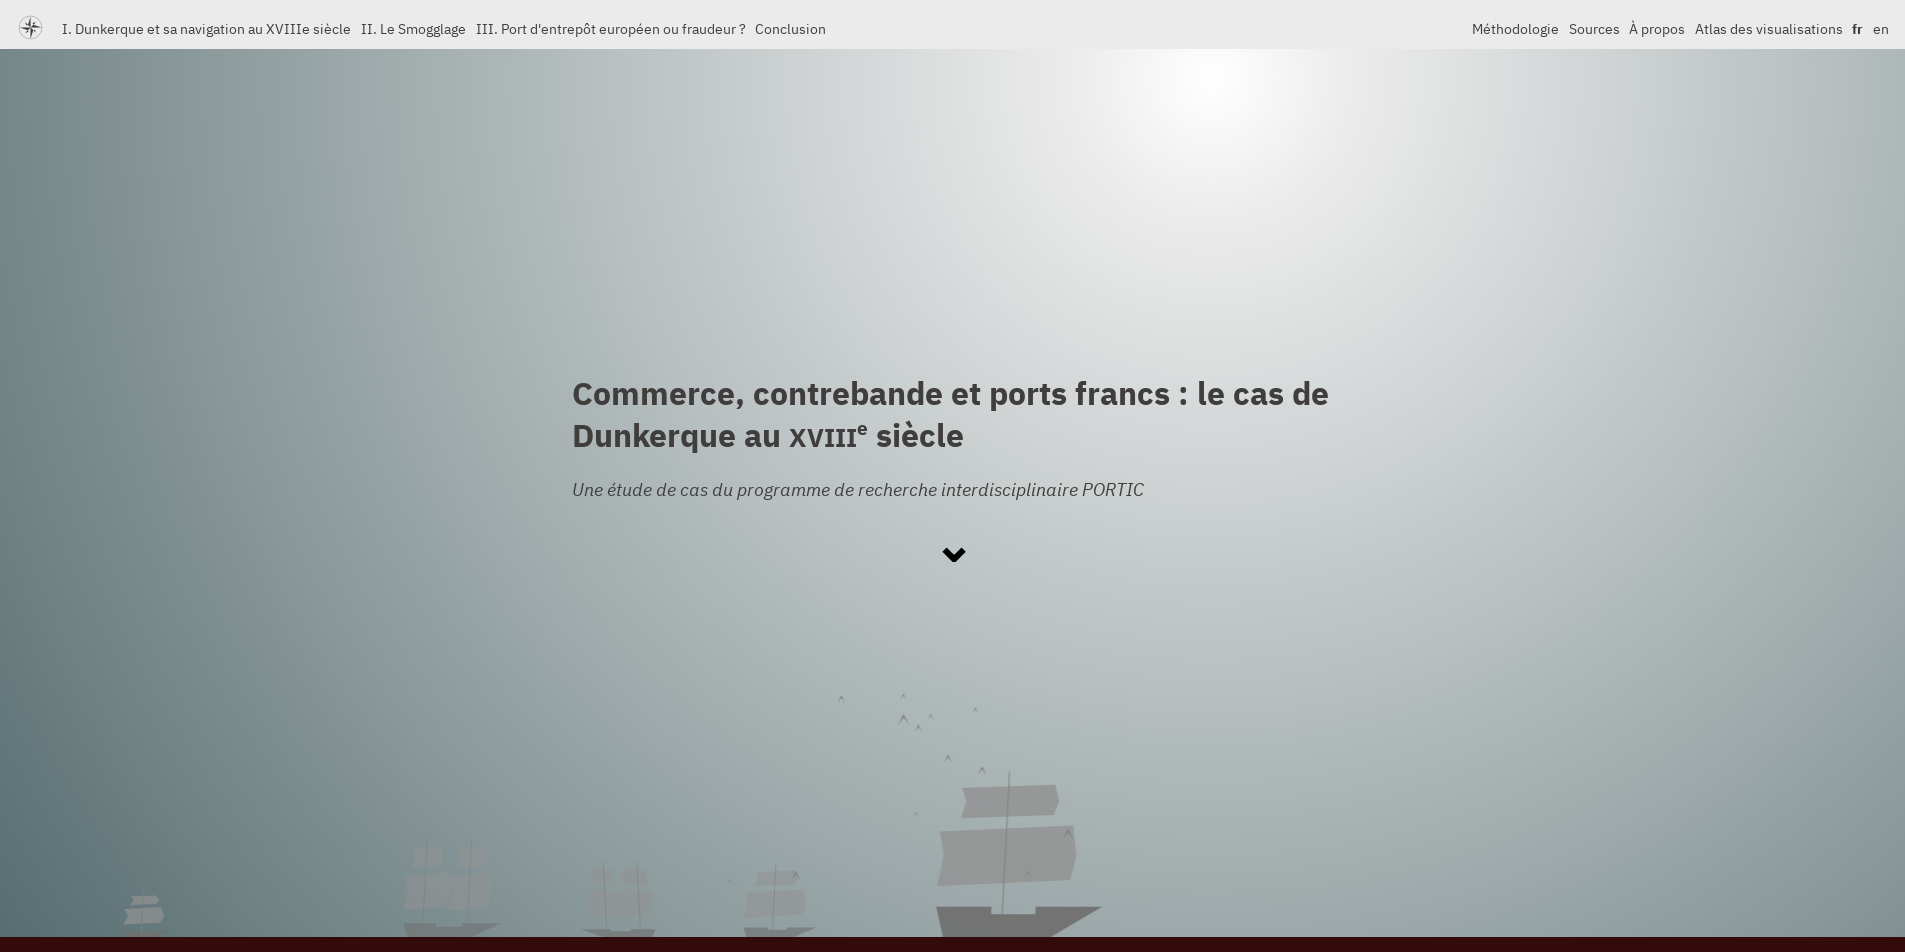 I. Dunkerque et sa navigation au XVIIIe siècle II. Le Smogglage III. Port d'entrepôt européen ou fraudeur ? Conclusion Méthodologie Sources À propos Atlas des visualisations fr en
Commerce, contrebande et ports francs : le cas de
Dunkerque au XVIIIe siècle
Une étude de cas du programme de recherche interdisciplinaire PORTIC